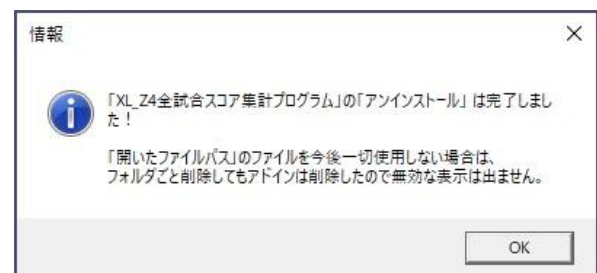 情報
「XL_Z4全試合スコア集計プログラム」の「アンインストール」は完了しまし
た！
「開いたファイルパス」のファイルを今後一切使用しない場合は、
フォルダごと削除してもアドインは削除したので無効な表示は出ません。
OK